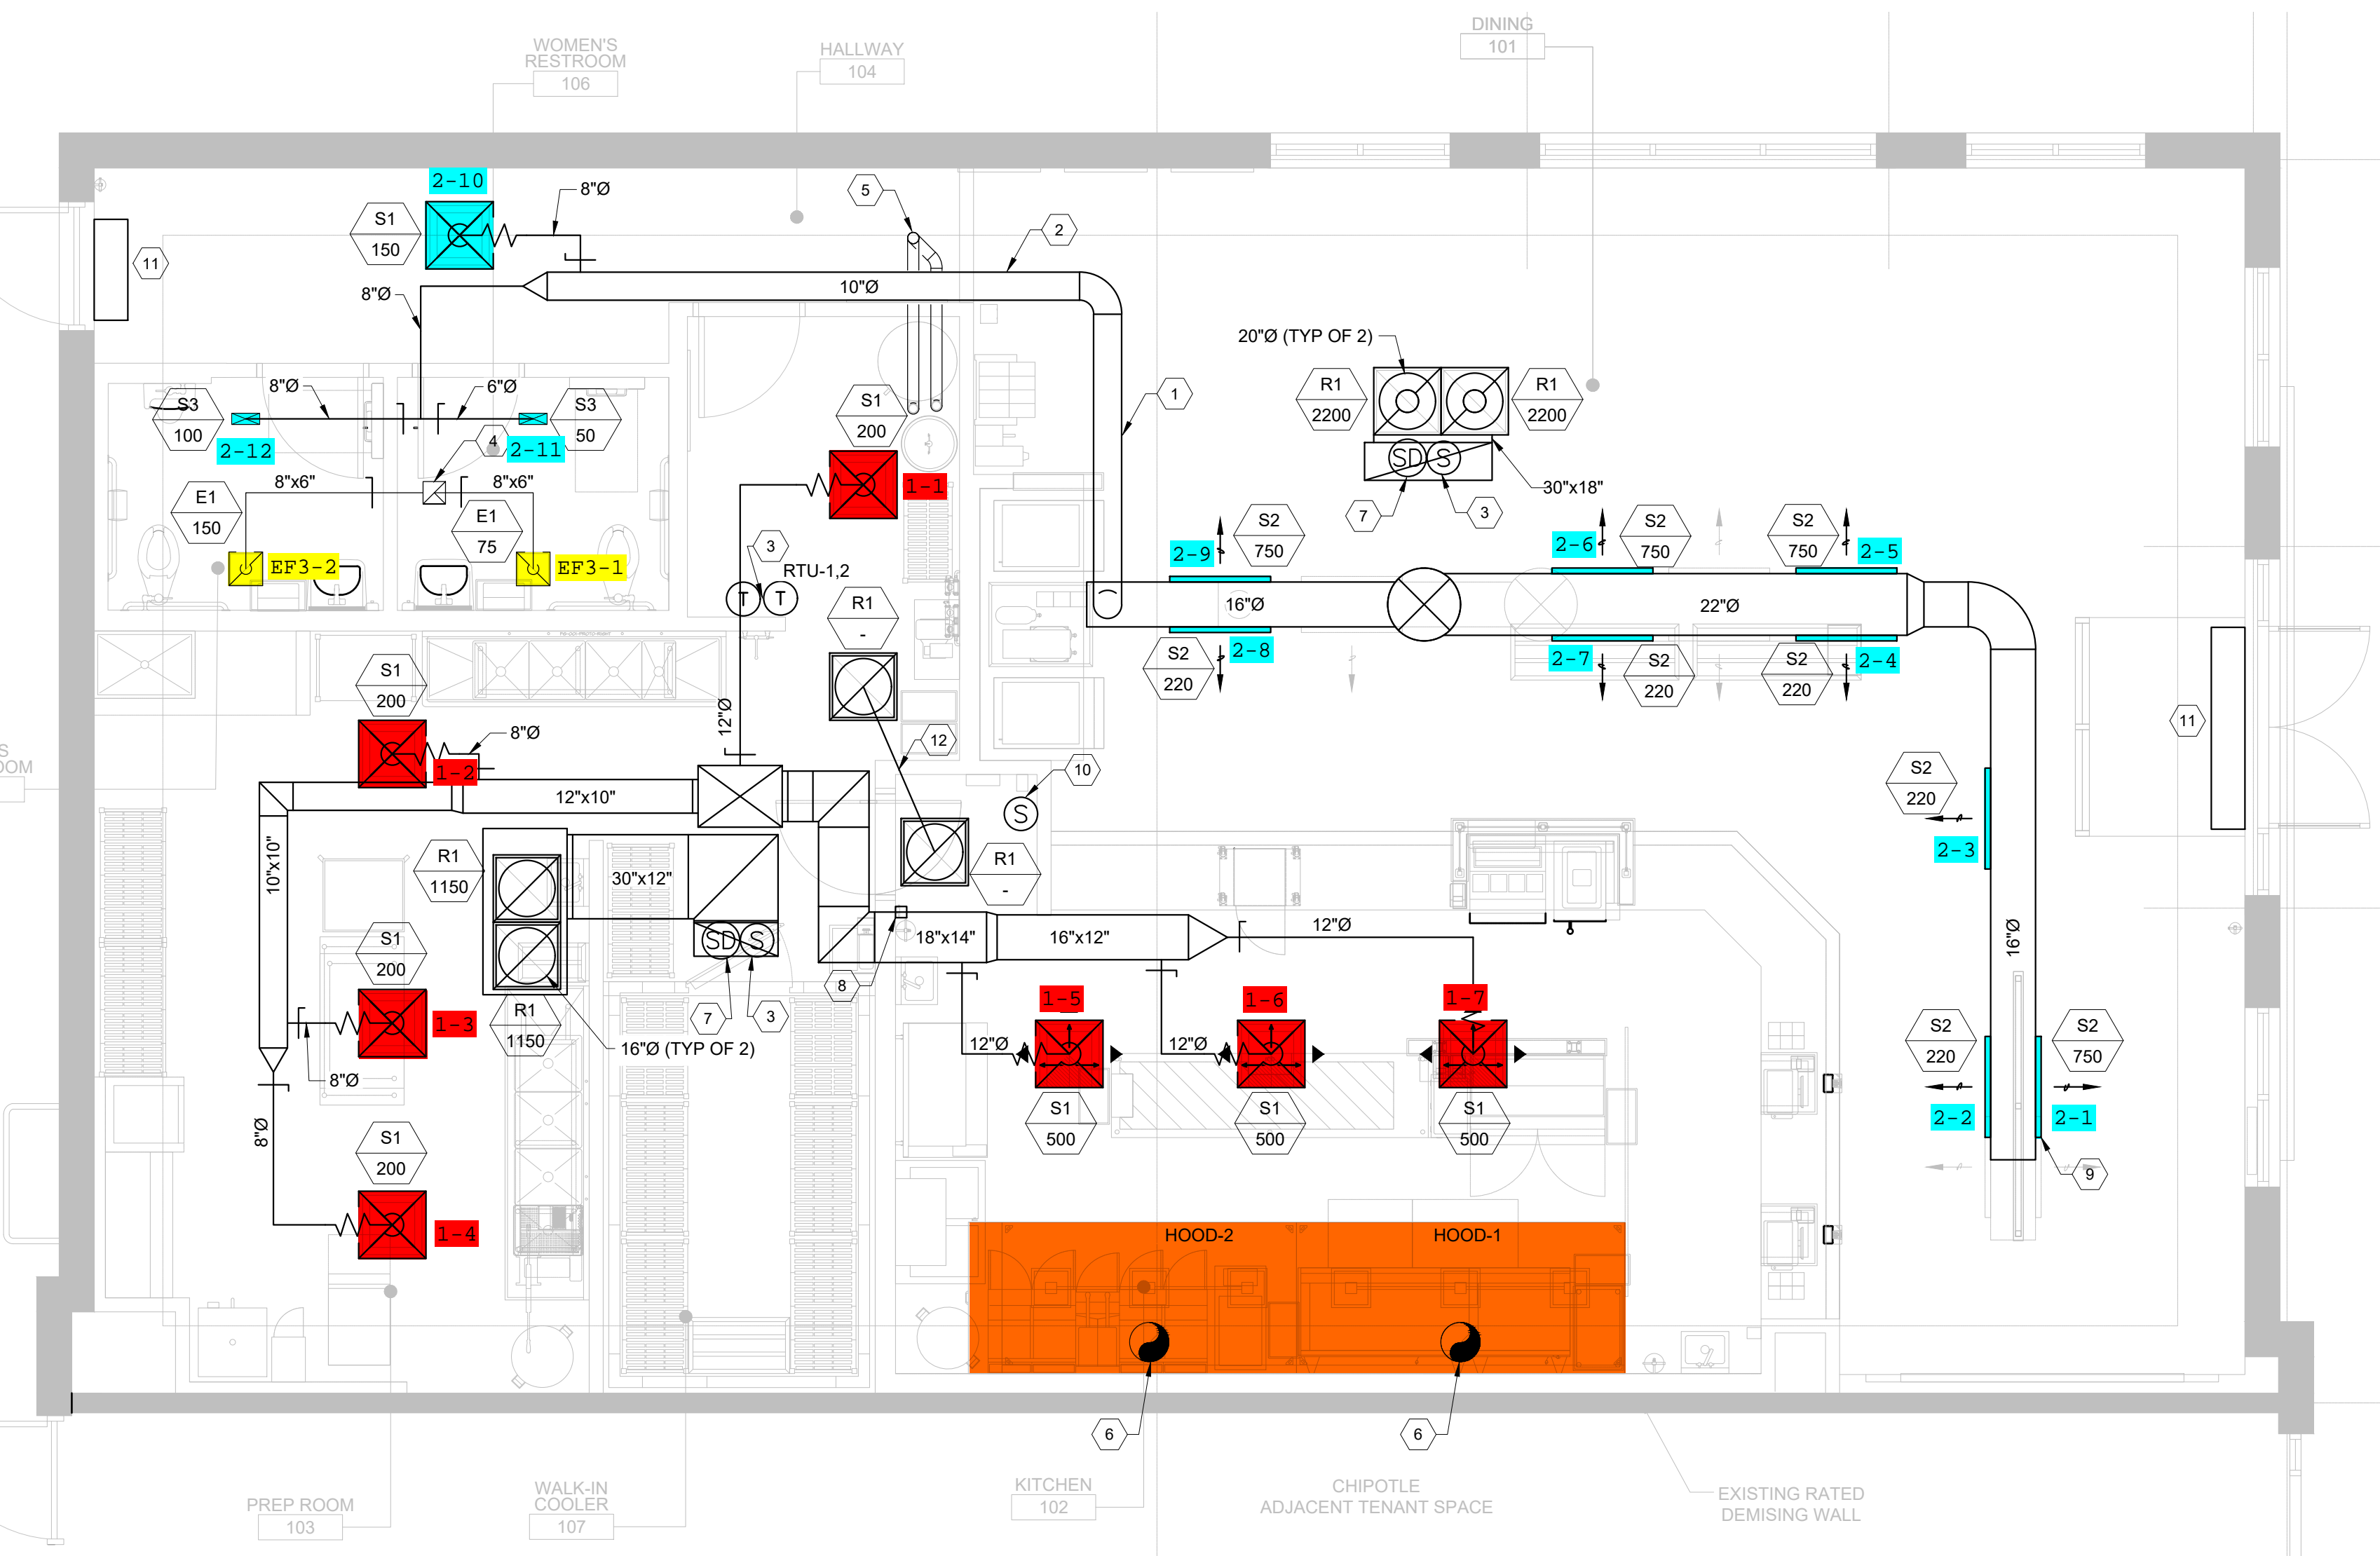 DINING
101
WOMEN'S
RESTROOM
106
HALLWAY
104
2-10
8"Ø
S1
150
5
2
11
8"Ø
10"Ø
20"Ø (TYP OF 2)
R1
2200
R1
2200
1
8"Ø
6"Ø
S3
100
S3
50
S1
200
4
2-12
2-11
SD
S
8"x6"
8"x6"
1-1
30"x18"
E1
150
E1
75
7
3
EF3-2
EF3-1
3
RTU-1,2
T
T
2-9
S2
750
2-6
S2
750
S2
750
2-5
R1
-
16"Ø
22"Ø
2-8
S2
220
2-7
S2
220
S2
220
2-4
S1
200
12"Ø
8"Ø
1-2
12
10
S
11
S
OOM
12"x10"
S2
220
2-3
10"x10"
R1
1150
30"x12"
R1
-
SD
S
18"x14"
16"x12"
12"Ø
16"Ø
S1
200
8
7
3
1-3
R1
1150
16"Ø (TYP OF 2)
1-5
1-6
1-7
12"Ø
12"Ø
S2
220
S2
750
8"Ø
8"Ø
S1
500
S1
500
S1
500
2-2
2-1
9
S1
200
1-4
HOOD-2
HOOD-1
6
6
PREP ROOM
103
WALK-IN
COOLER
107
KITCHEN
102
CHIPOTLE
ADJACENT TENANT SPACE
EXISTING RATED
DEMISING WALL